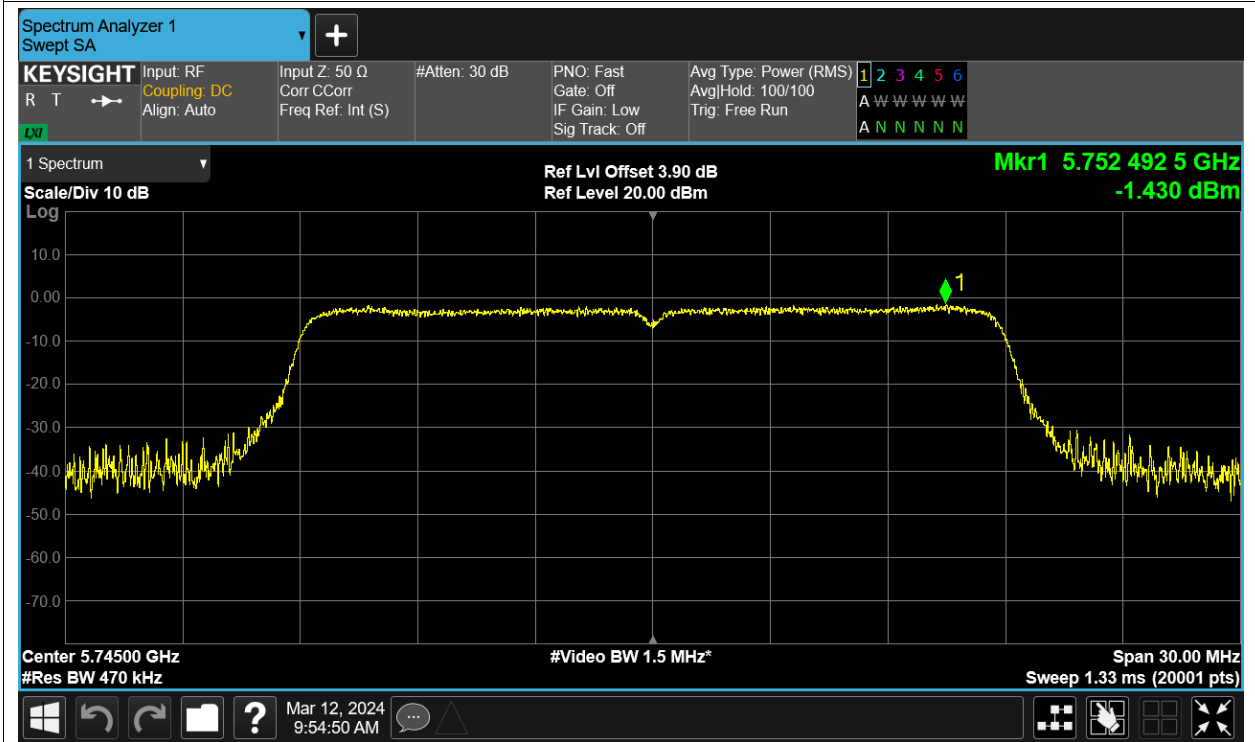 Spectrum Analyzer 1
Swept SA
+
KEYSIGHT
R T
LXI
Input: RF
Coupling: DC
Align: Auto
Input Z: 50 Ω
Corr CCorr
Freq Ref: Int (S)
#Atten: 30 dB
PNO: Fast
Gate: Off
IF Gain: Low
Sig Track: Off
Avg Type: Power (RMS)
Avg|Hold: 100/100
Trig: Free Run
1 2 3 4 5 6
A W W W W W
A N N N N N
1 Spectrum
Scale/Div 10 dB
Log
Ref Lvl Offset 3.90 dB
Ref Level 20.00 dBm
Mkr1 5.752 492 5 GHz
-1.430 dBm
10.0
0.00
-10.0
-20.0
-30.0
-40.0
-50.0
-60.0
-70.0
1
Center 5.74500 GHz
#Res BW 470 kHz
#Video BW 1.5 MHz*
Span 30.00 MHz
Sweep 1.33 ms (20001 pts)
?
Mar 12, 2024
9:54:50 AM